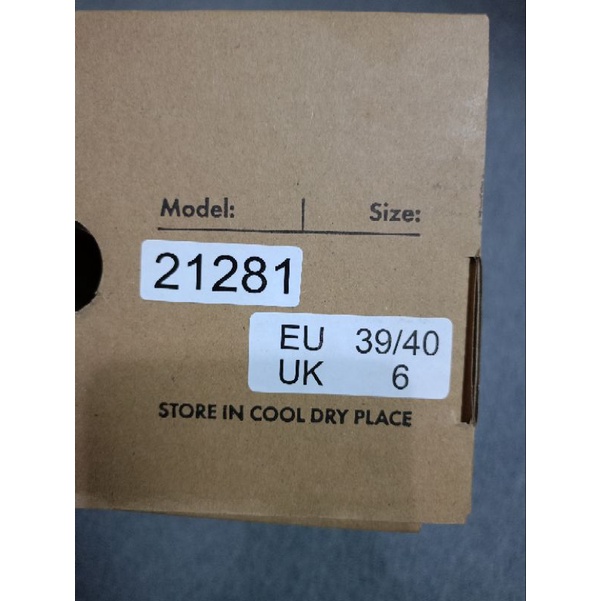 Model: | Size:
21281
EU 39/40
UK 6
STORE IN COOL DRY PLACE